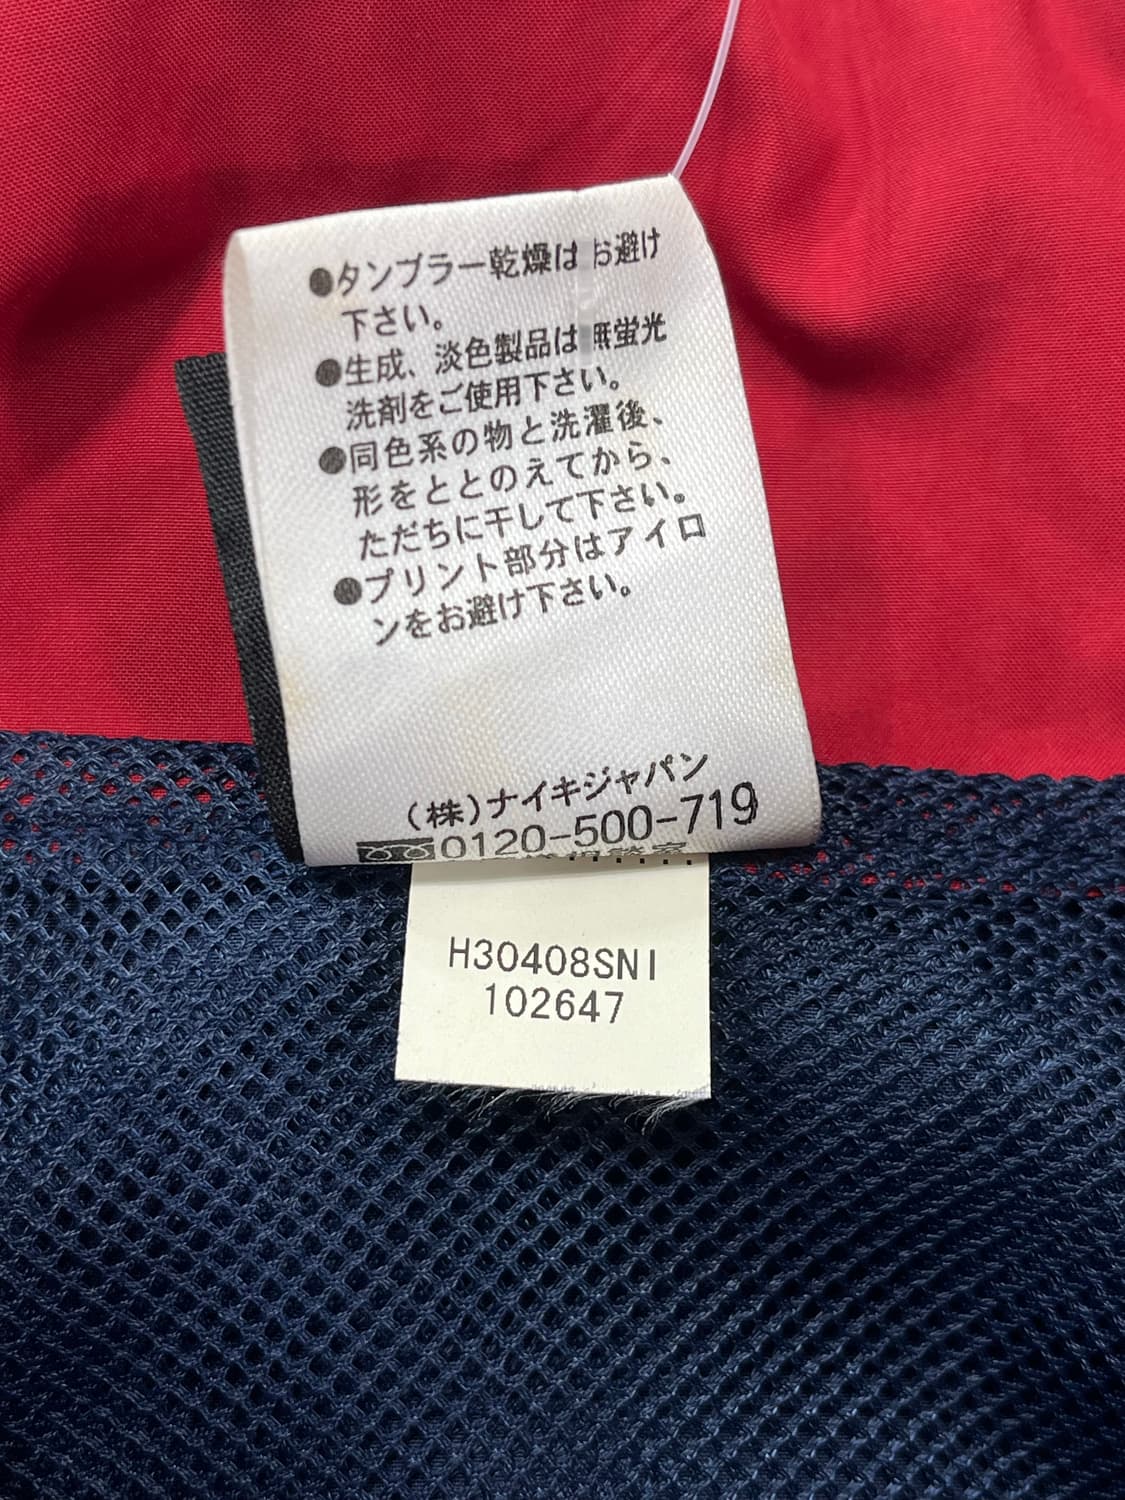 ●タンブラー乾燥はお避け
下さい。
●生成、淡色製品は無蛍光
洗剤をご使用下さい。
●同色系の物と洗濯後、
形をととのえてから、
ただちに干して下さい。
●プリント部分はアイロ
ンをお避け下さい。
(株)ナイキジャパン
0120-500-719
H30408SNI
102647